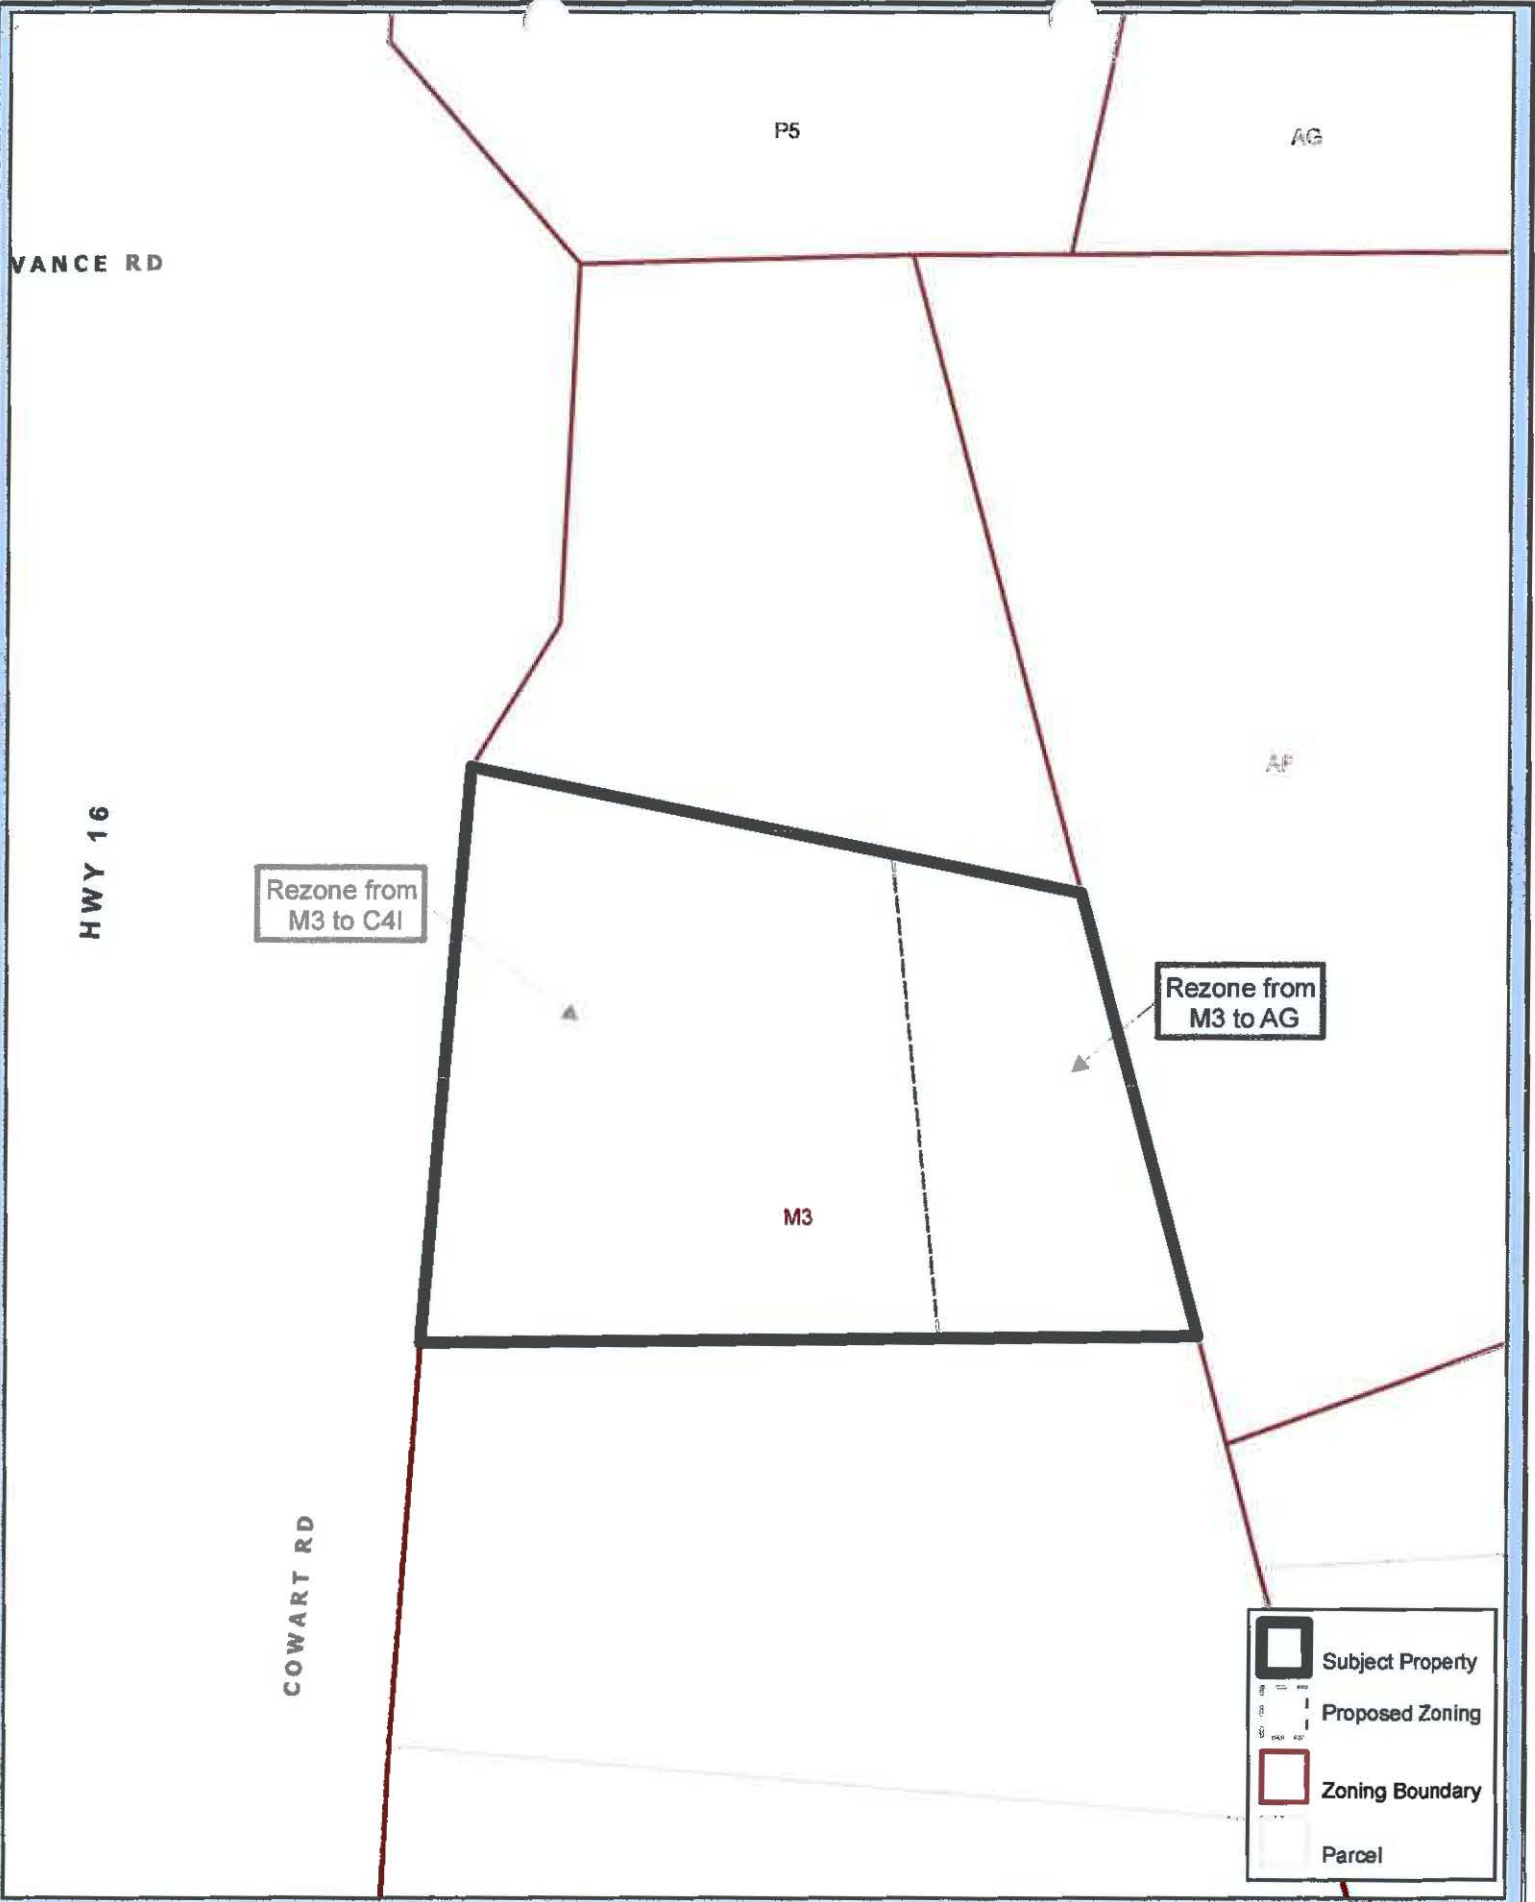 P5
AG
VANCE RD
AP
HWY 16
Rezone from
M3 to C4I
Rezone from
M3 to AG
M3
COWART RD
Subject Property
Proposed Zoning
Zoning Boundary
Parcel